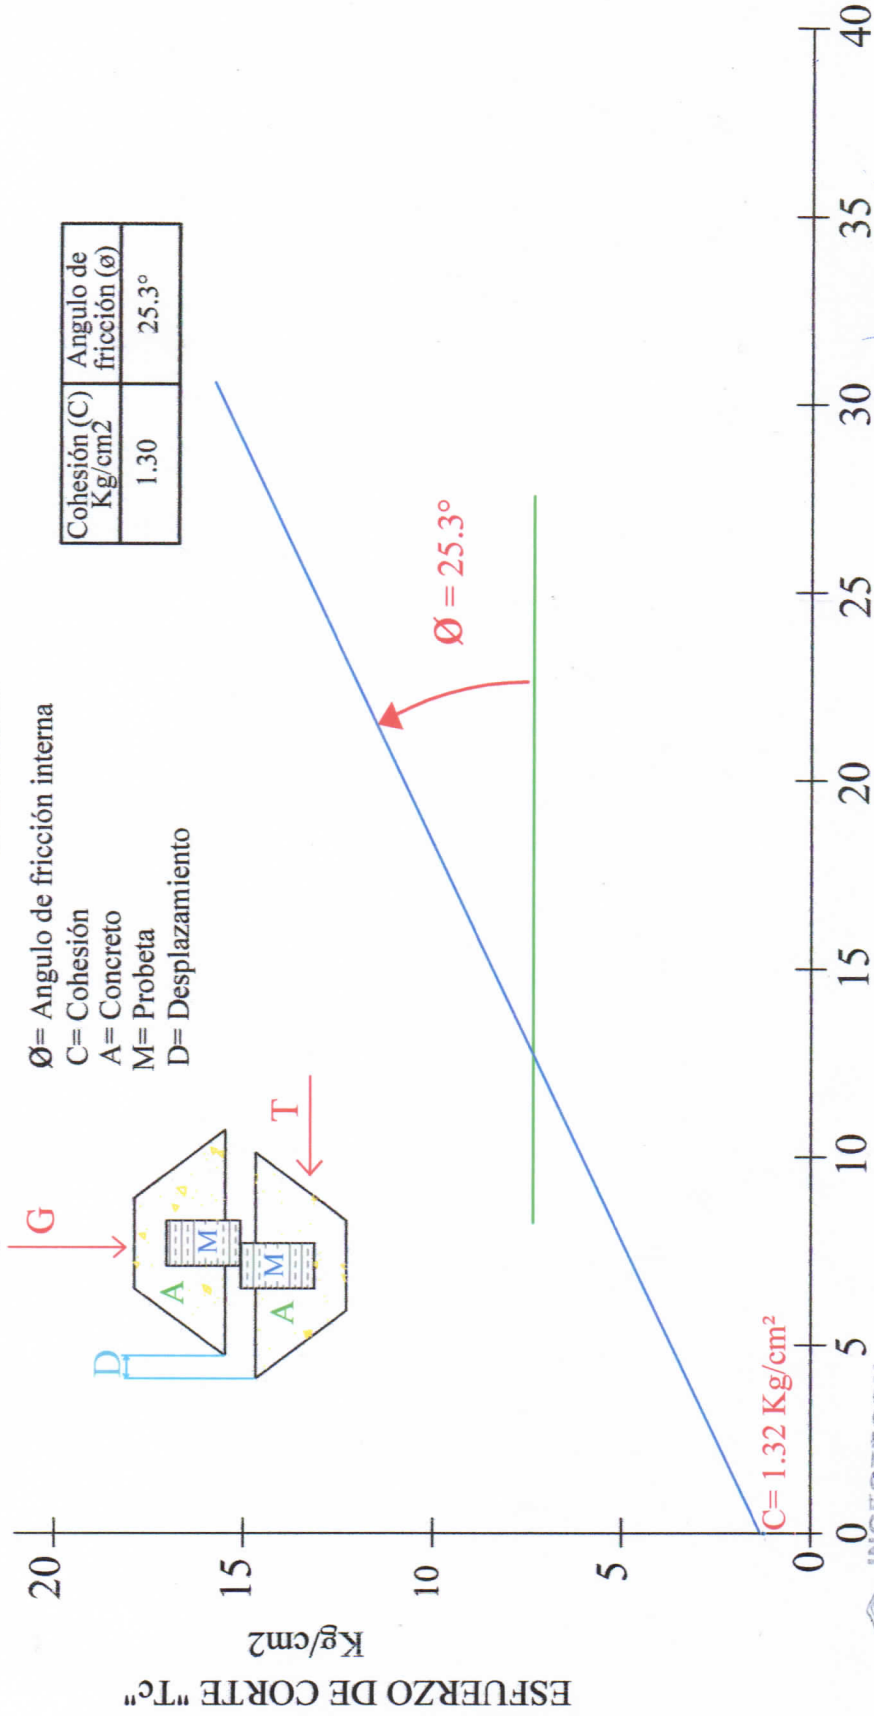 Ø= Angulo de fricción interna
C= Cohesión
A= Concreto
M= Probeta
D= Desplazamiento
Cohesión (C) Kg/cm2
Angulo de fricción (ø)
1.30
25.3°
G
D
A
M
M
A
T
Ø = 25.3°
C= 1.32 Kg/cm²
ESFUERZO DE CORTE "Tc"
Kg/cm2
20
15
10
5
0
0 5 10 15 20 25 30 35 40